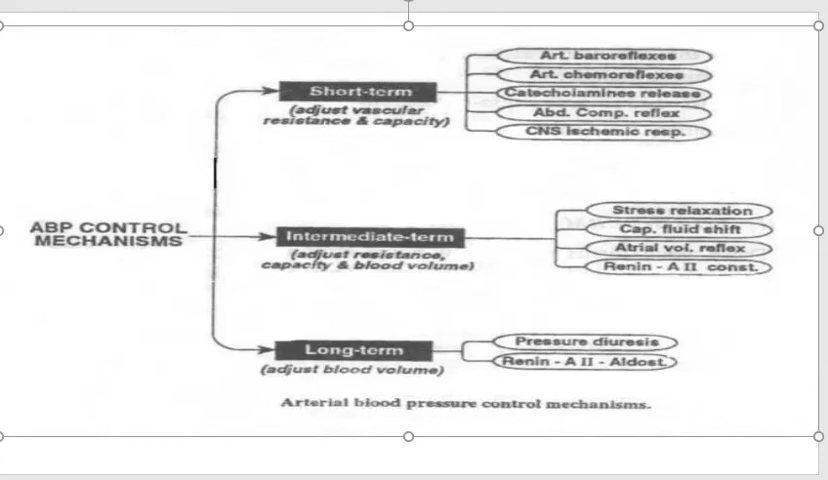 ABP CONTROL
MECHANISMS
Short-term
(adjust vascular
resistance & capacity)
Art. baroreflexes
Art. chemoreflexes
Catecholamines release
Abd. Comp. reflex
CNS ischemic resp.
Intermediate-term
(adjust resistance,
capacity & blood volume)
Stress relaxation
Cap. fluid shift
Atrial vol. reflex
Renin - A II const.
Long-term
(adjust blood volume)
Pressure diuresis
Renin - A II - Aldost.
Arterial blood pressure control mechanisms.